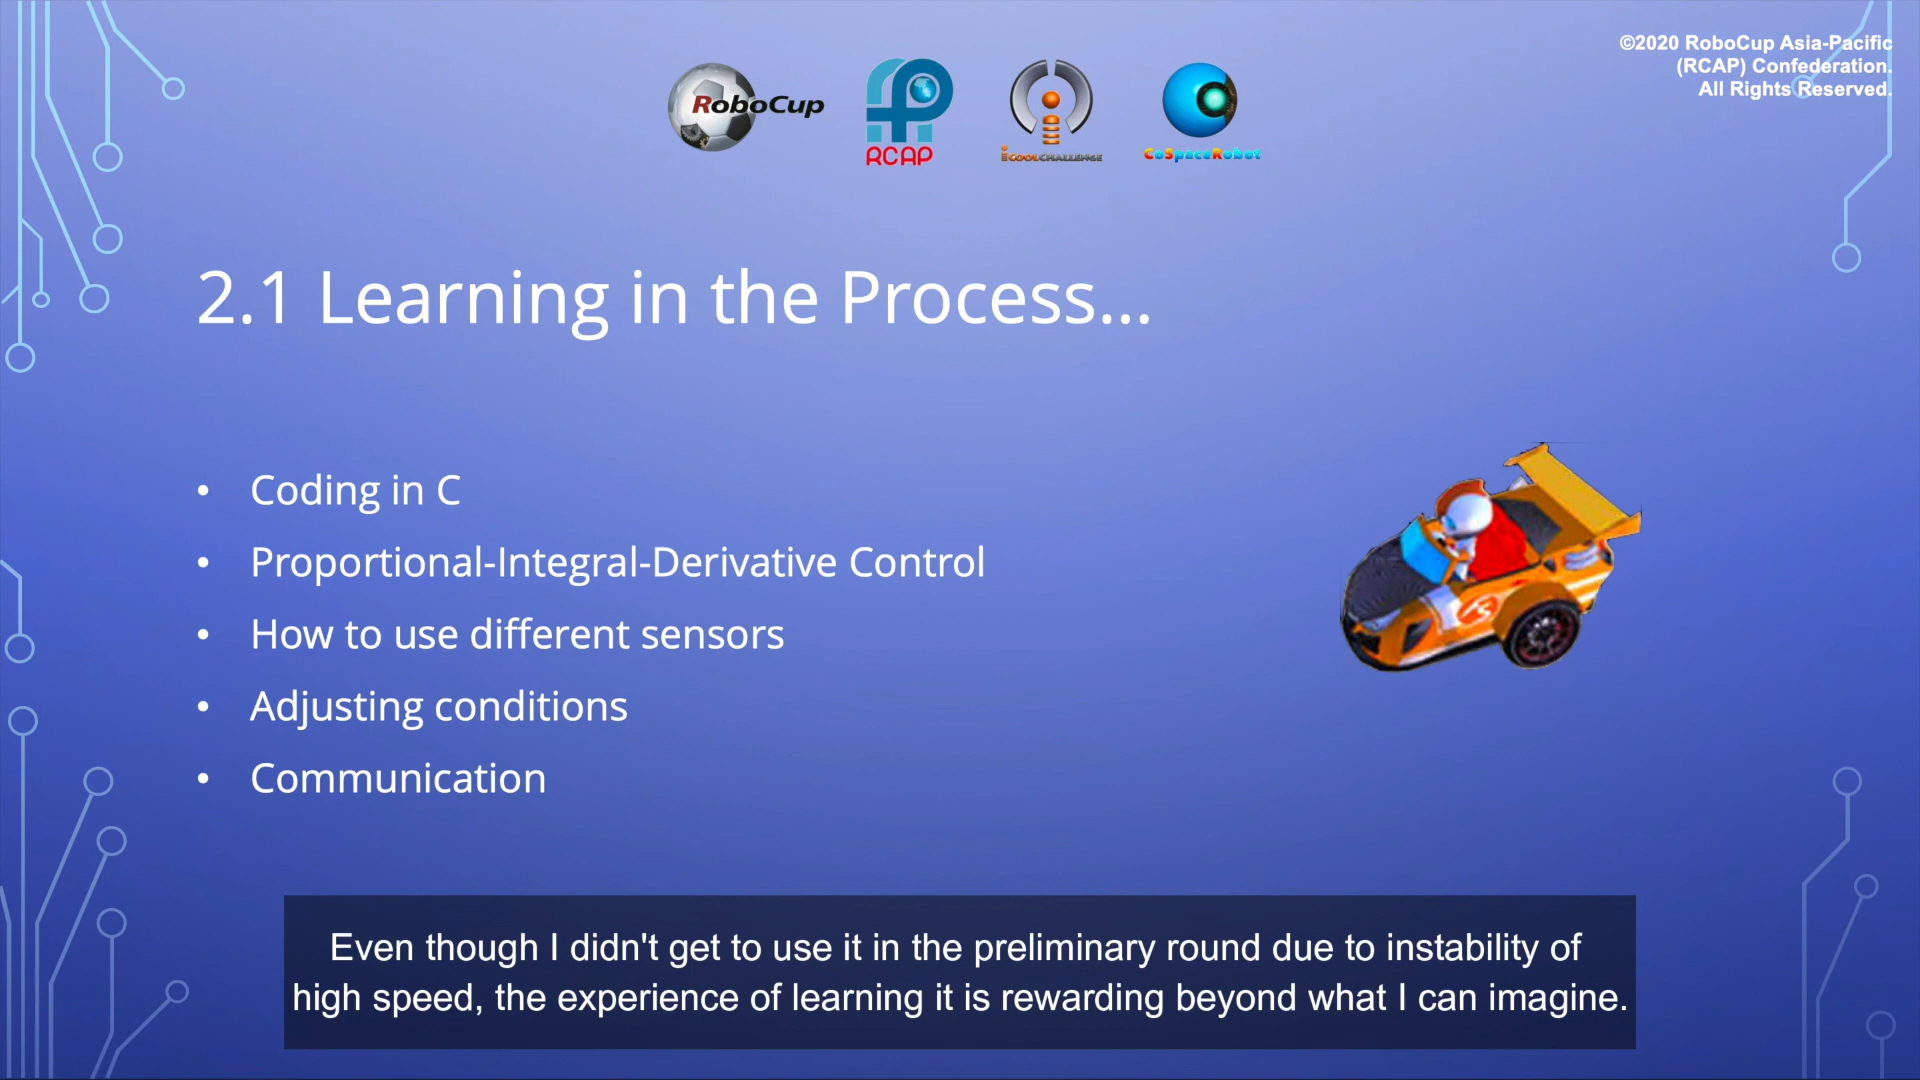 RoboCup
RCAP
iCOOLCHALLENGE
CoSpaceRobot
©2020 RoboCup Asia-Pacific
(RCAP) Confederation.
All Rights Reserved.
2.1 Learning in the Process...
• Coding in C
• Proportional-Integral-Derivative Control
• How to use different sensors
• Adjusting conditions
• Communication
Even though I didn't get to use it in the preliminary round due to instability of
high speed, the experience of learning it is rewarding beyond what I can imagine.